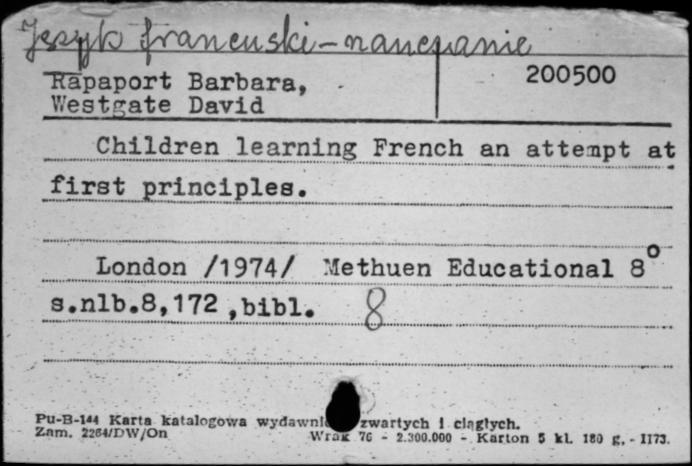 Język francuski - nauczanie
Rapaport Barbara, 200500
Westgate David
Children learning French an attempt at
first principles.
London /1974/ Methuen Educational 8°
s.nlb.8,172 ,bibl. 8
Pu-B-144 Karta katalogowa zwartych i ciągłych.
Zam. 2264/DW/On Wrak 76 - 2.300.000 - Karton 5 kl. 180 g. - 1173.